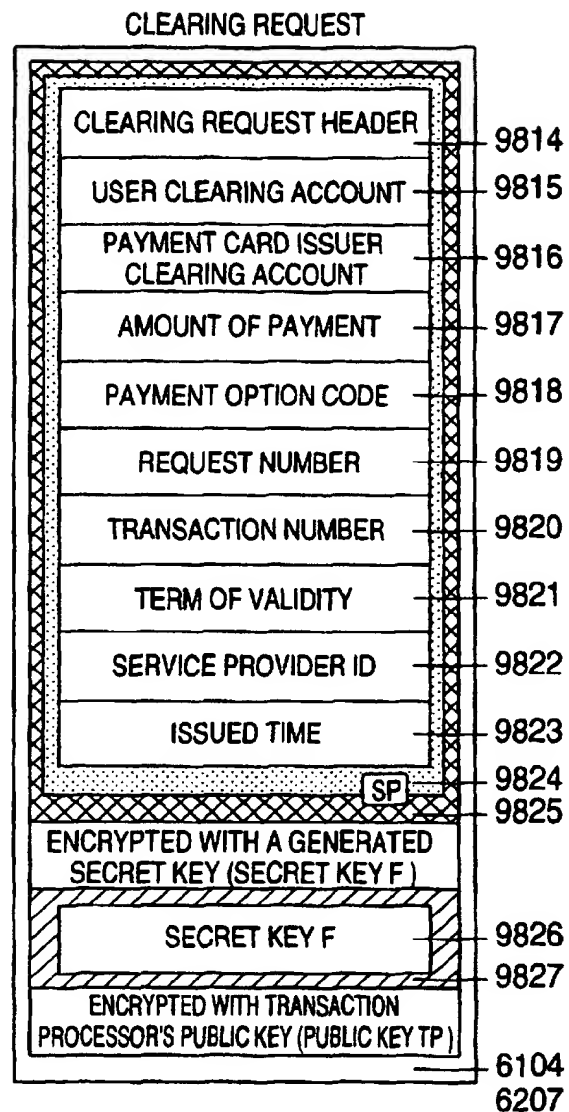 CLEARING REQUEST
CLEARING REQUEST HEADER
9814
USER CLEARING ACCOUNT
9815
PAYMENT CARD ISSUER
CLEARING ACCOUNT
9816
AMOUNT OF PAYMENT
9817
PAYMENT OPTION CODE
9818
REQUEST NUMBER
9819
TRANSACTION NUMBER
9820
TERM OF VALIDITY
9821
SERVICE PROVIDER ID
9822
ISSUED TIME
9823
SP
9824
9825
ENCRYPTED WITH A GENERATED
SECRET KEY (SECRET KEY F)
SECRET KEY F
9826
9827
ENCRYPTED WITH TRANSACTION
PROCESSOR'S PUBLIC KEY (PUBLIC KEY TP)
6104
6207